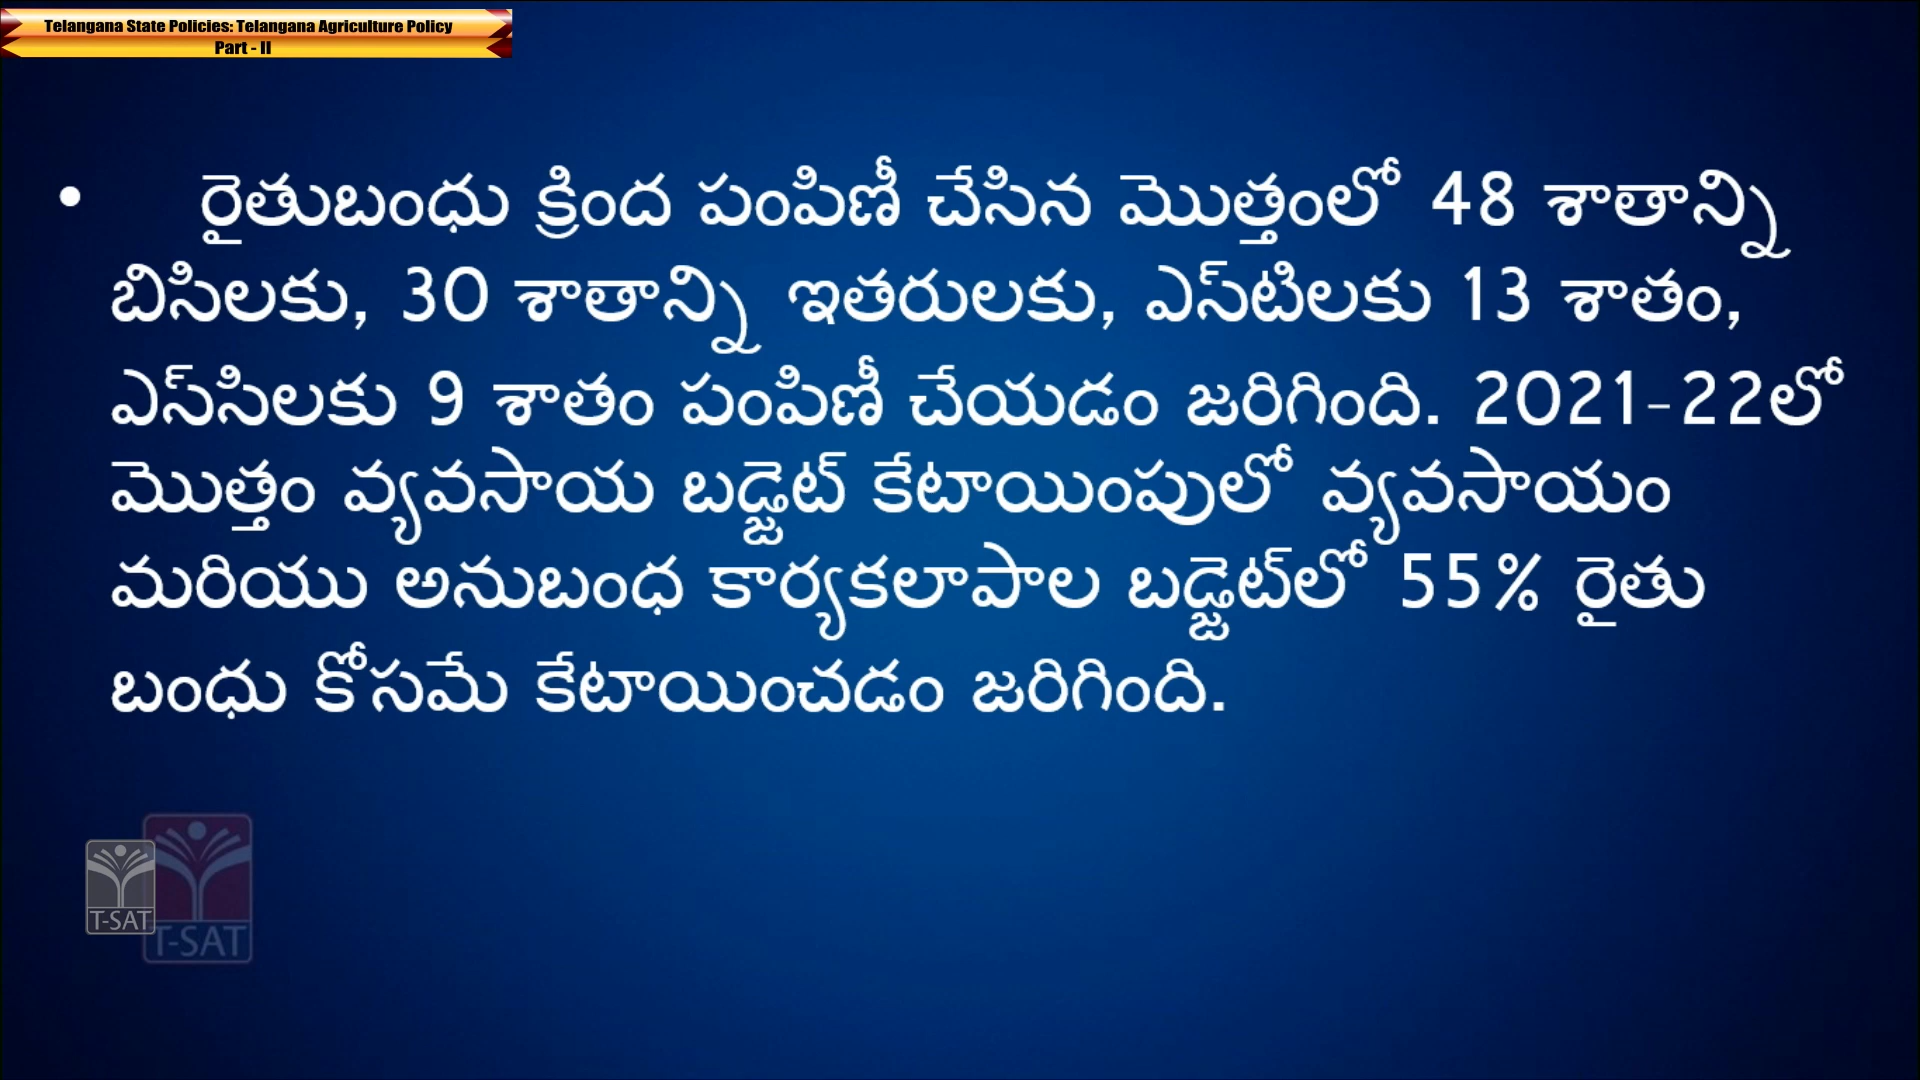 Telangana State Policies: Telangana Agriculture Policy
Part - II
• రైతుబంధు క్రింద పంపిణీ చేసిన మొత్తంలో 48 శాతాన్ని
బిసిలకు, 30 శాతాన్ని ఇతరులకు, ఎస్‌టిలకు 13 శాతం,
ఎస్‌సిలకు 9 శాతం పంపిణీ చేయడం జరిగింది. 2021-22లో
మొత్తం వ్యవసాయ బడ్జెట్ కేటాయింపులో వ్యవసాయం
మరియు అనుబంధ కార్యకలాపాల బడ్జెట్‌లో 55% రైతు
బంధు కోసమే కేటాయించడం జరిగింది.
T-SAT
T-SAT